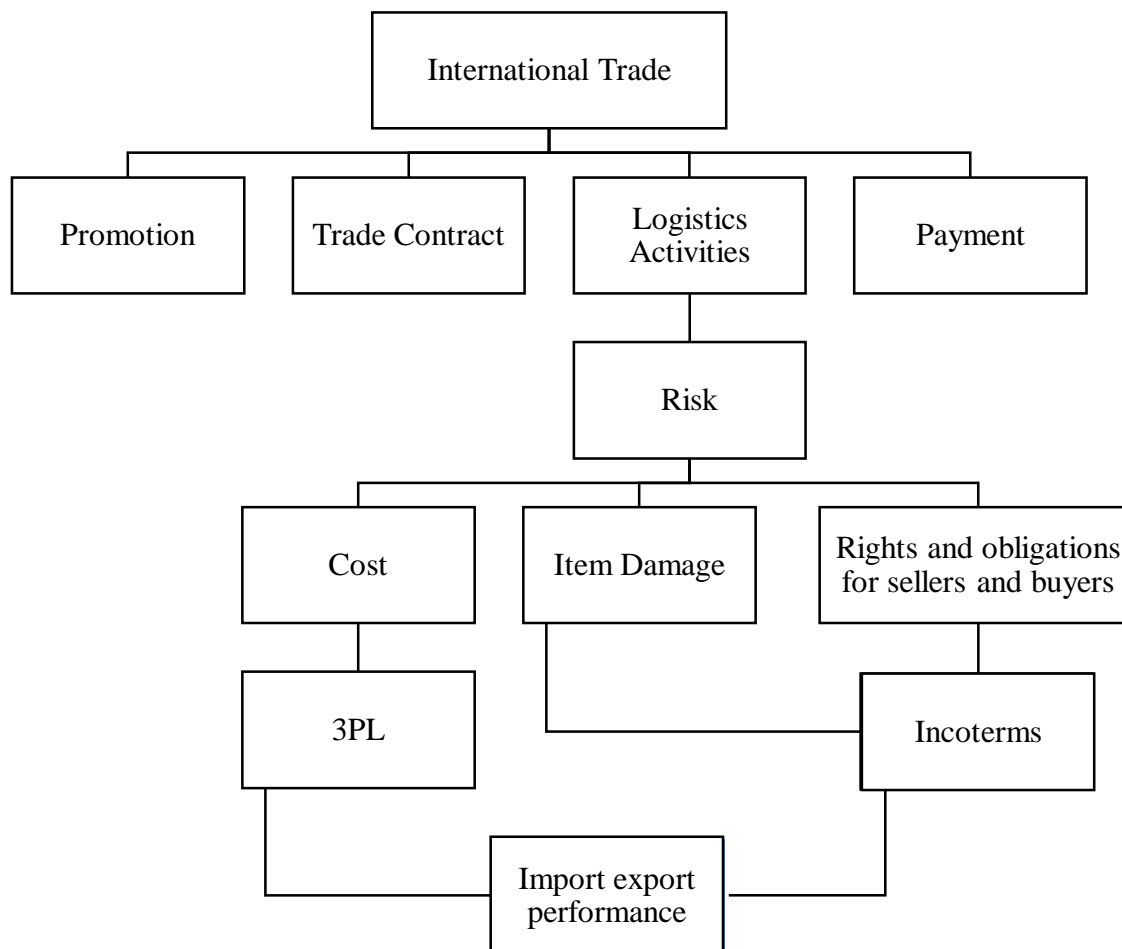 International Trade
Promotion
Trade Contract
Logistics
Activities
Payment
Risk
Cost
Item Damage
Rights and obligations
for sellers and buyers
3PL
Incoterms
Import export
performance